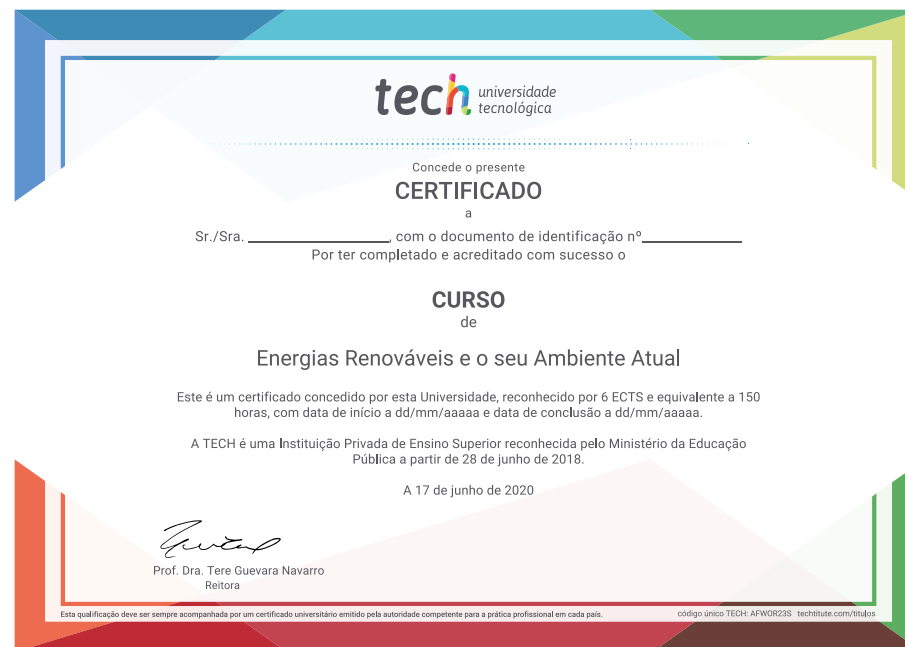 tech universidade
tecnológica
Concede o presente
CERTIFICADO
a
Sr./Sra. ________________, com o documento de identificação nº____________
Por ter completado e acreditado com sucesso o
CURSO
de
Energias Renováveis e o seu Ambiente Atual
Este é um certificado concedido por esta Universidade, reconhecido por 6 ECTS e equivalente a 150
horas, com data de início a dd/mm/aaaaa e data de conclusão a dd/mm/aaaaa.
A TECH é uma Instituição Privada de Ensino Superior reconhecida pelo Ministério da Educação
Pública a partir de 28 de junho de 2018.
A 17 de junho de 2020
Prof. Dra. Tere Guevara Navarro
Reitora
Esta qualificação deve ser sempre acompanhada por um certificado universitário emitido pela autoridade competente para a prática profissional em cada país.
código único TECH: AFWOR23S techtitute.com/titulos